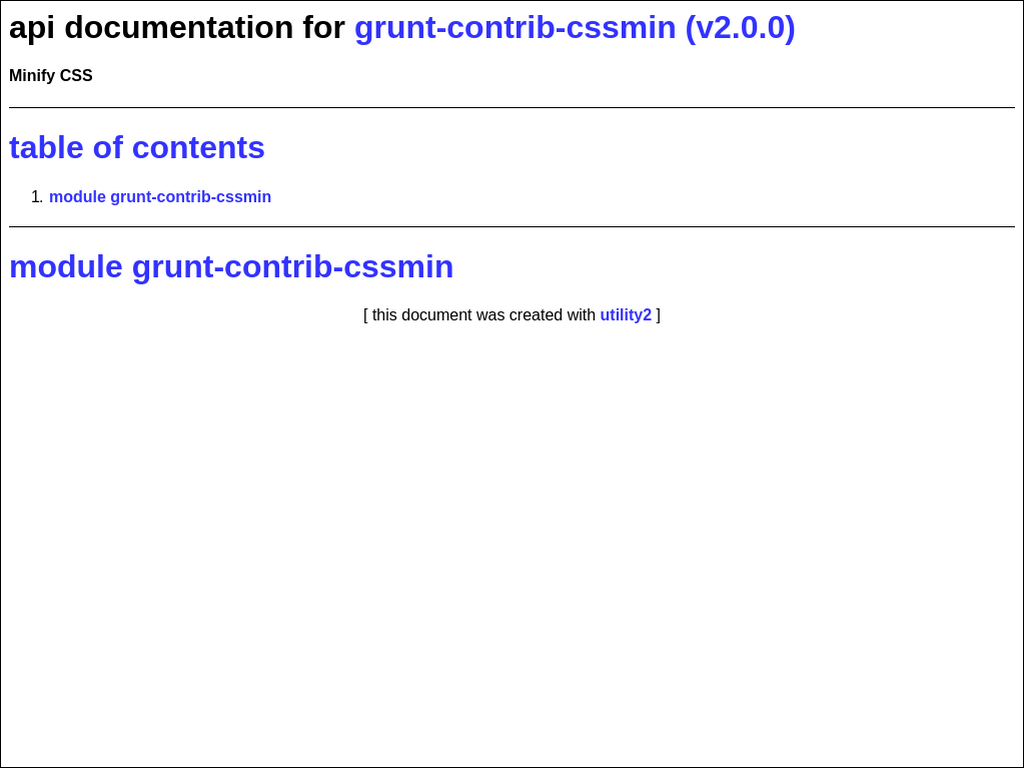 api documentation for grunt-contrib-cssmin (v2.0.0)
Minify CSS
table of contents
1. module grunt-contrib-cssmin
module grunt-contrib-cssmin
[ this document was created with utility2 ]